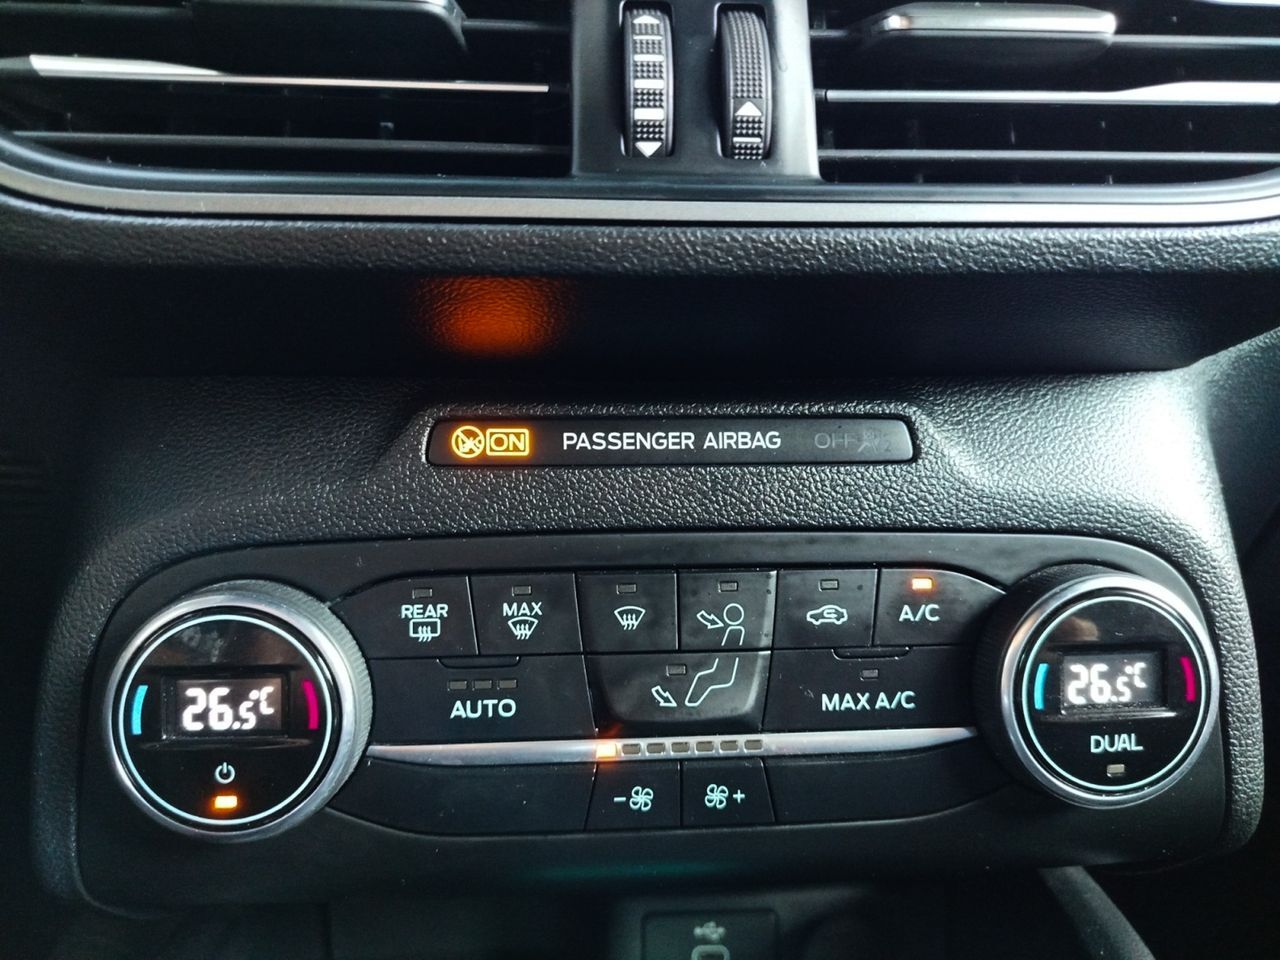 ON PASSENGER AIRBAG OFF
REAR
MAX
A/C
AUTO
MAX A/C
26.5°C
26.5°C
DUAL
- +